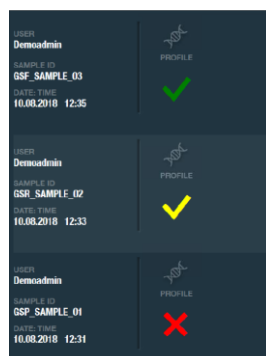 USER
Demoadmin
PROFILE
SAMPLE ID
GSF_SAMPLE_03
DATE: TIME
10.08.2018 12:35
USER
Demoadmin
PROFILE
SAMPLE ID
GSR_SAMPLE_02
DATE: TIME
10.08.2018 12:33
USER
Demoadmin
PROFILE
SAMPLE ID
GSP_SAMPLE_01
DATE: TIME
10.08.2018 12:31